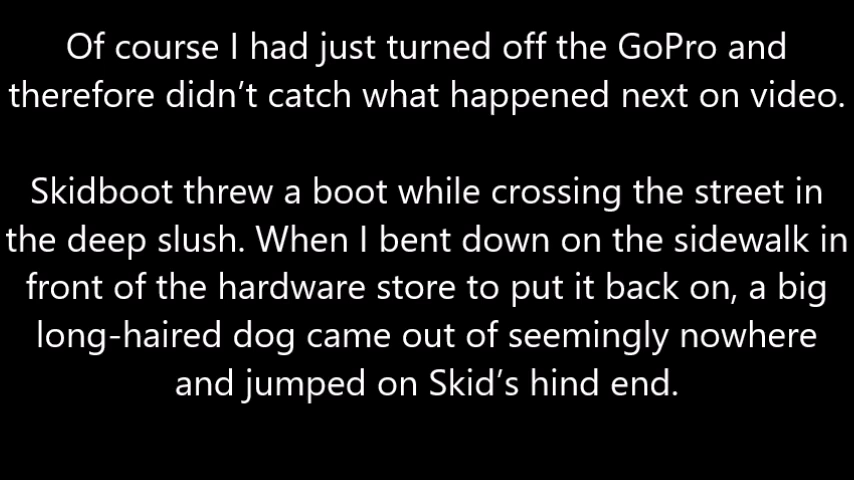 Of course I had just turned off the GoPro and
therefore didn’t catch what happened next on video.
Skidboot threw a boot while crossing the street in
the deep slush. When I bent down on the sidewalk in
front of the hardware store to put it back on, a big
long-haired dog came out of seemingly nowhere
and jumped on Skid’s hind end.